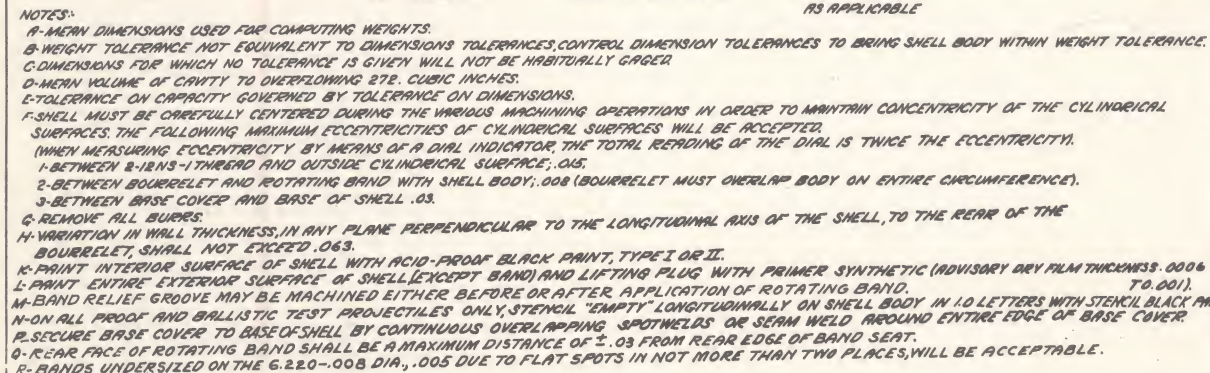 AS APPLICABLE
NOTES:-
A-MEAN DIMENSIONS USED FOR COMPUTING WEIGHTS.
B-WEIGHT TOLERANCE NOT EQUIVALENT TO DIMENSIONS TOLERANCES, CONTROL DIMENSION TOLERANCES TO BRING SHELL BODY WITHIN WEIGHT TOLERANCE.
C-DIMENSIONS FOR WHICH NO TOLERANCE IS GIVEN WILL NOT BE HABITUALLY GAGED.
D-MEAN VOLUME OF CAVITY TO OVERFLOWING 272. CUBIC INCHES.
E-TOLERANCE ON CAPACITY GOVERNED BY TOLERANCE ON DIMENSIONS.
F-SHELL MUST BE CAREFULLY CENTERED DURING THE VARIOUS MACHINING OPERATIONS IN ORDER TO MAINTAIN CONCENTRICITY OF THE CYLINDRICAL
SURFACES. THE FOLLOWING MAXIMUM ECCENTRICITIES OF CYLINDRICAL SURFACES WILL BE ACCEPTED.
(WHEN MEASURING ECCENTRICITY BY MEANS OF A DIAL INDICATOR, THE TOTAL READING OF THE DIAL IS TWICE THE ECCENTRICITY).
1-BETWEEN 2-12NS-1 THREAD AND OUTSIDE CYLINDRICAL SURFACE; .015.
2-BETWEEN BOURRELET AND ROTATING BAND WITH SHELL BODY; .008 (BOURRELET MUST OVERLAP BODY ON ENTIRE CIRCUMFERENCE).
3-BETWEEN BASE COVER AND BASE OF SHELL .03.
G-REMOVE ALL BURRS.
H-VARIATION IN WALL THICKNESS, IN ANY PLANE PERPENDICULAR TO THE LONGITUDINAL AXIS OF THE SHELL, TO THE REAR OF THE
BOURRELET, SHALL NOT EXCEED .063.
K-PAINT INTERIOR SURFACE OF SHELL WITH ACID-PROOF BLACK PAINT, TYPE I OR II.
L-PAINT ENTIRE EXTERIOR SURFACE OF SHELL (EXCEPT BAND) AND LIFTING PLUG WITH PRIMER SYNTHETIC (ADVISORY DRY FILM THICKNESS .0006
TO .001).
M-BAND RELIEF GROOVE MAY BE MACHINED EITHER BEFORE OR AFTER APPLICATION OF ROTATING BAND.
N-ON ALL PROOF AND BALLISTIC TEST PROJECTILES ONLY, STENCIL "EMPTY" LONGITUDINALLY ON SHELL BODY IN 1.0 LETTERS WITH STENCIL BLACK PA
P-SECURE BASE COVER TO BASE OF SHELL BY CONTINUOUS OVERLAPPING SPOTWELDS OR SEAM WELD AROUND ENTIRE EDGE OF BASE COVER.
Q-REAR FACE OF ROTATING BAND SHALL BE A MAXIMUM DISTANCE OF ±.03 FROM REAR EDGE OF BAND SEAT.
R-BANDS UNDERSIZED ON THE 6.220-.008 DIA., .005 DUE TO FLAT SPOTS IN NOT MORE THAN TWO PLACES, WILL BE ACCEPTABLE.